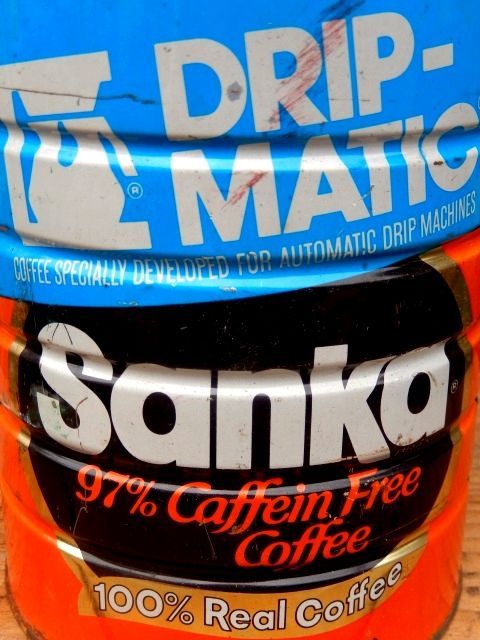 DRIP-
MATIC®
®
COFFEE SPECIALLY DEVELOPED FOR AUTOMATIC DRIP MACHINES
Sanka®
97% Caffein Free
Coffee
100% Real Coffee